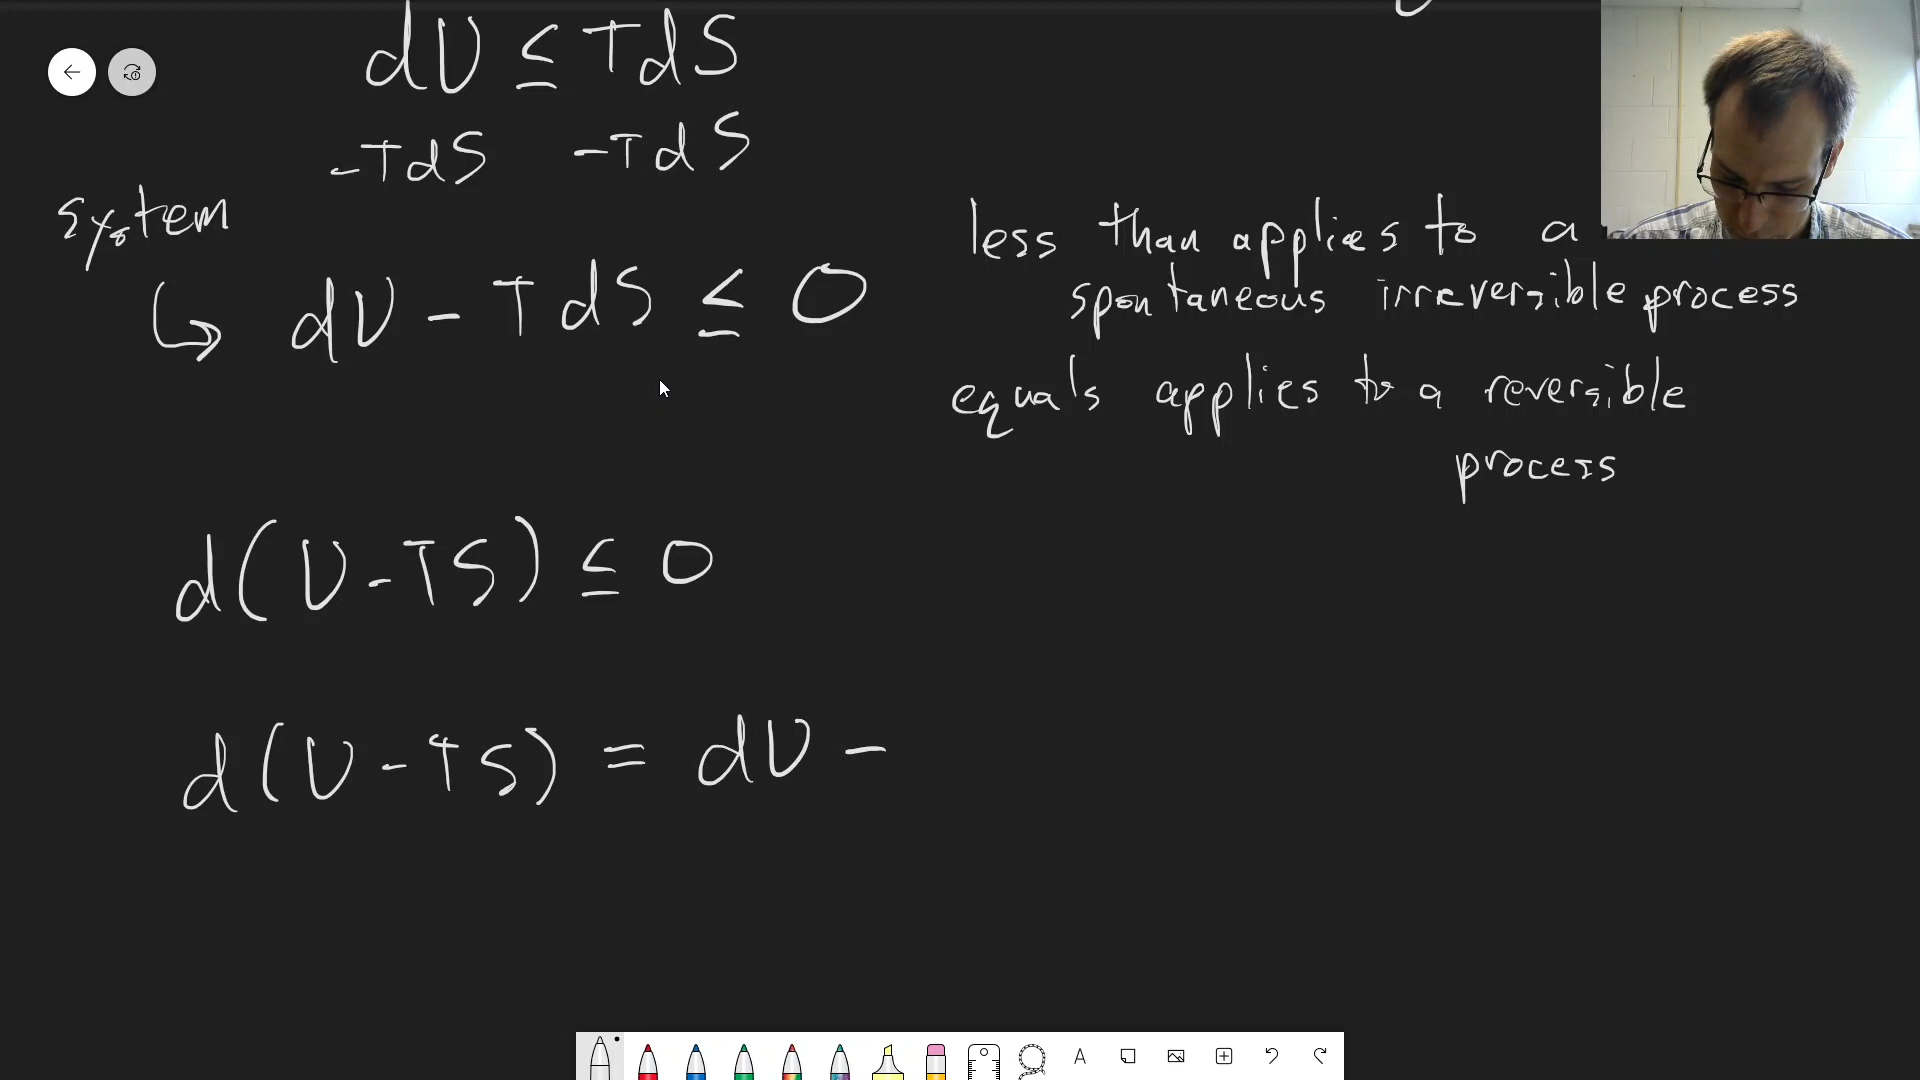 dU ≤ TdS
-TdS -TdS
system
↳ dU - TdS ≤ 0
less than applies to a
spontaneous irreversible process
equals applies to a reversible
process
d(U-TS) ≤ 0
d(U-TS) = dU -
A